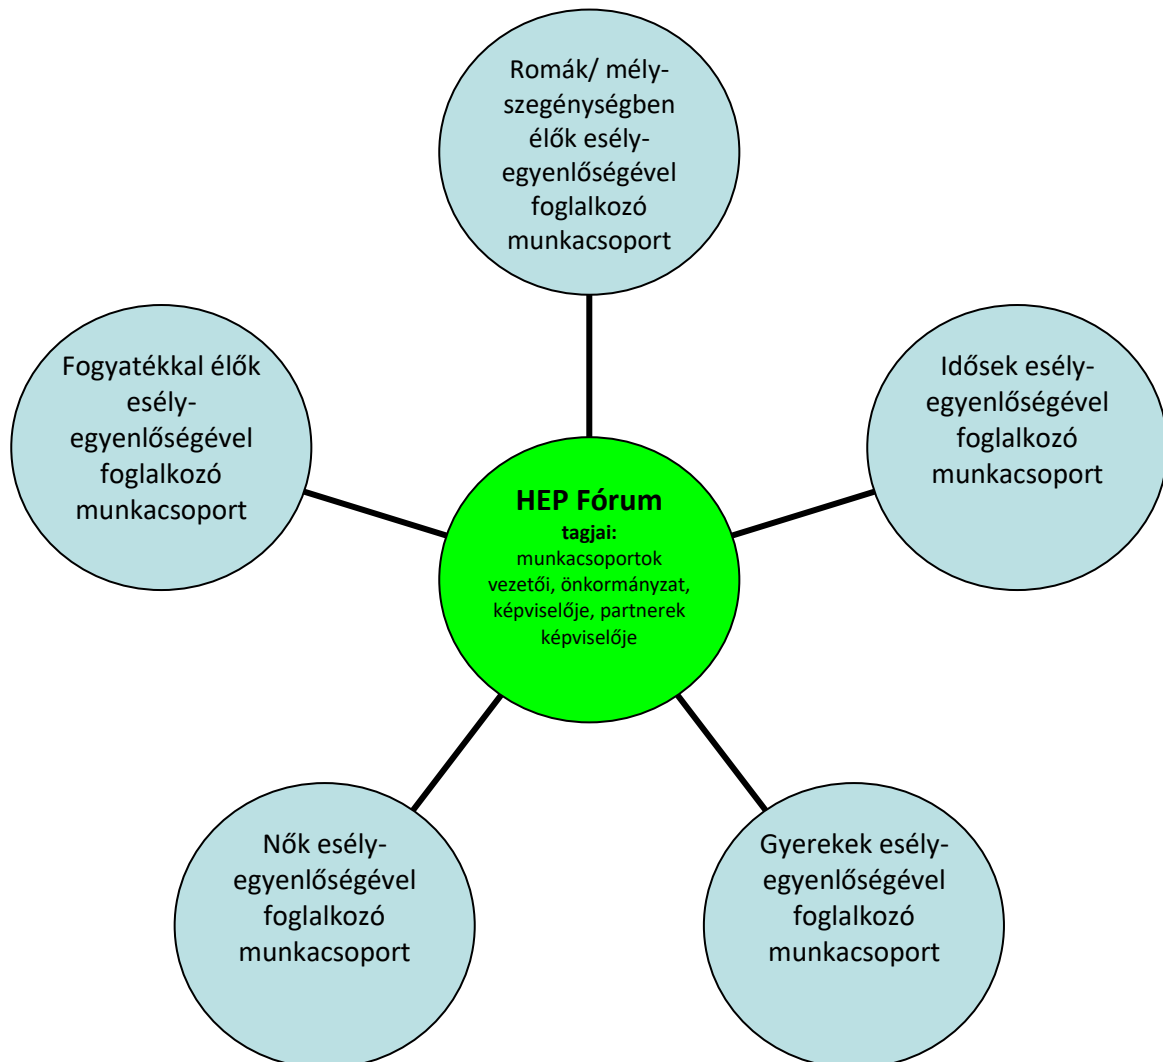 Romák/ mély-
szegénységben
élők esély-
egyenlőségével
foglalkozó
munkacsoport
Fogyatékkal élők
esély-
egyenlőségével
foglalkozó
munkacsoport
Idősek esély-
egyenlőségével
foglalkozó
munkacsoport
HEP Fórum
tagjai:
munkacsoportok
vezetői, önkormányzat,
képviselője, partnerek
képviselője
Nők esély-
egyenlőségével
foglalkozó
munkacsoport
Gyerekek esély-
egyenlőségével
foglalkozó
munkacsoport